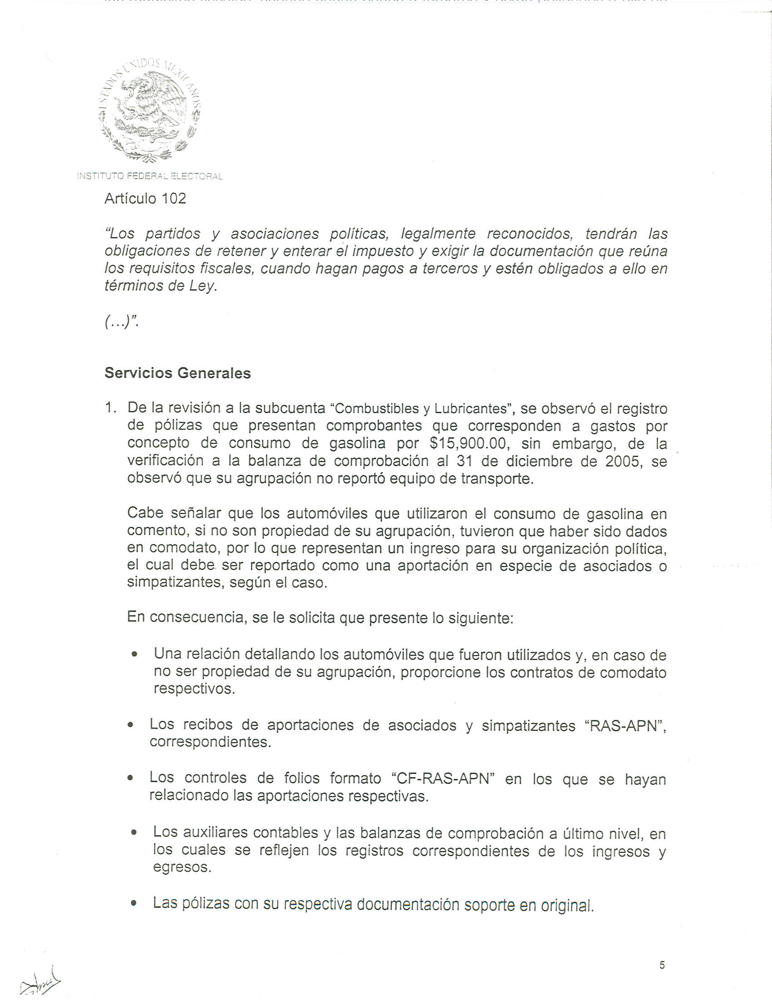 ESTADOS UNIDOS MEXICANOS
INSTITUTO FEDERAL ELECTORAL
Artículo 102
“Los partidos y asociaciones políticas, legalmente reconocidos, tendrán las
obligaciones de retener y enterar el impuesto y exigir la documentación que reúna
los requisitos fiscales, cuando hagan pagos a terceros y estén obligados a ello en
términos de Ley.
(...)”.
Servicios Generales
1. De la revisión a la subcuenta “Combustibles y Lubricantes”, se observó el registro
de pólizas que presentan comprobantes que corresponden a gastos por
concepto de consumo de gasolina por $15,900.00, sin embargo, de la
verificación a la balanza de comprobación al 31 de diciembre de 2005, se
observó que su agrupación no reportó equipo de transporte.
Cabe señalar que los automóviles que utilizaron el consumo de gasolina en
comento, si no son propiedad de su agrupación, tuvieron que haber sido dados
en comodato, por lo que representan un ingreso para su organización política,
el cual debe ser reportado como una aportación en especie de asociados o
simpatizantes, según el caso.
En consecuencia, se le solicita que presente lo siguiente:
• Una relación detallando los automóviles que fueron utilizados y, en caso de
no ser propiedad de su agrupación, proporcione los contratos de comodato
respectivos.
• Los recibos de aportaciones de asociados y simpatizantes “RAS-APN”,
correspondientes.
• Los controles de folios formato “CF-RAS-APN” en los que se hayan
relacionado las aportaciones respectivas.
• Los auxiliares contables y las balanzas de comprobación a último nivel, en
los cuales se reflejen los registros correspondientes de los ingresos y
egresos.
• Las pólizas con su respectiva documentación soporte en original.
5